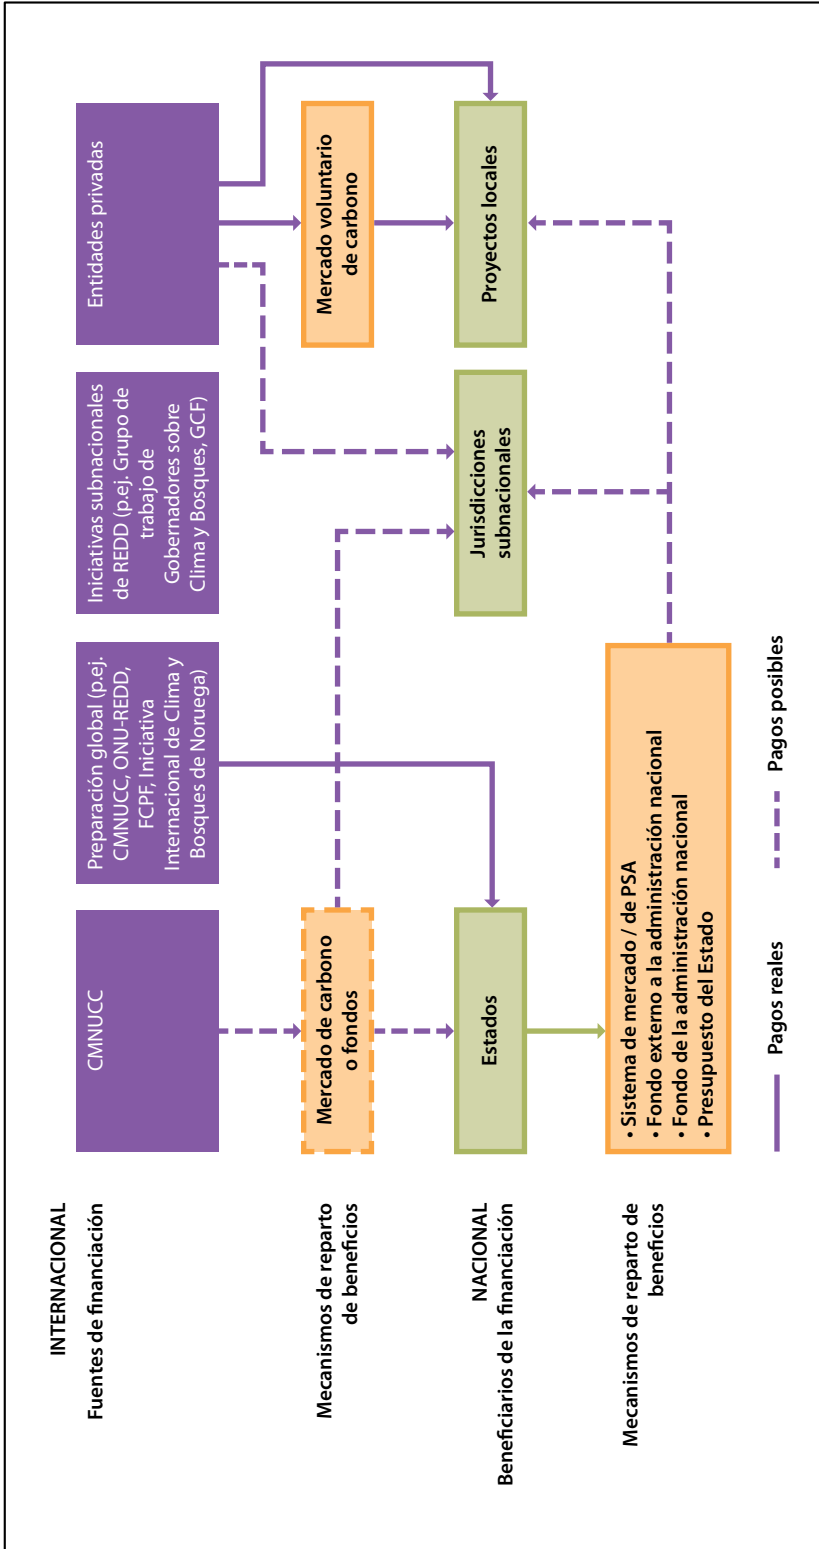 INTERNACIONAL
Fuentes de financiación
CMNUCC
Preparación global (p.ej.
CMNUCC, ONU-REDD,
FCPF, Iniciativa
Internacional de Clima y
Bosques de Noruega)
Iniciativas subnacionales
de REDD (p.ej. Grupo de
trabajo de
Gobernadores sobre
Clima y Bosques, GCF)
Entidades privadas
Mecanismos de reparto
de beneficios
Mercado de carbono
o fondos
Mercado voluntario
de carbono
NACIONAL
Beneficiarios de la financiación
Estados
Jurisdicciones
subnacionales
Proyectos locales
Mecanismos de reparto de
beneficios
• Sistema de mercado / de PSA
• Fondo externo a la administración nacional
• Fondo de la administración nacional
• Presupuesto del Estado
Pagos reales
Pagos posibles